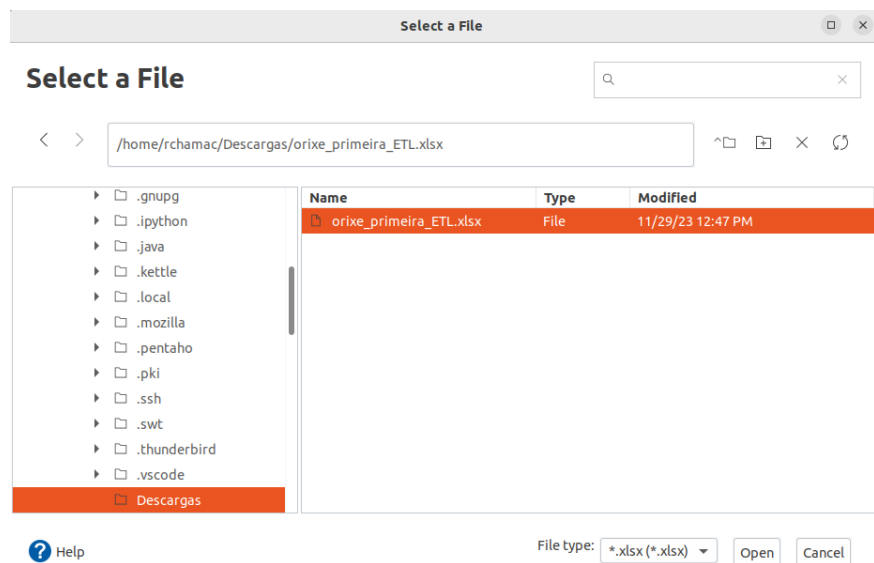 Select a File
Select a File
/home/rchamac/Descargas/orixe_primeira_ETL.xlsx
.gnupg
.ipython
.java
.kettle
.local
.mozilla
.pentaho
.pki
.ssh
.swt
.thunderbird
.vscode
Descargas
Name Type Modified
orixe_primeira_ETL.xlsx File 11/29/23 12:47 PM
? Help
File type: *.xlsx (*.xlsx) Open Cancel